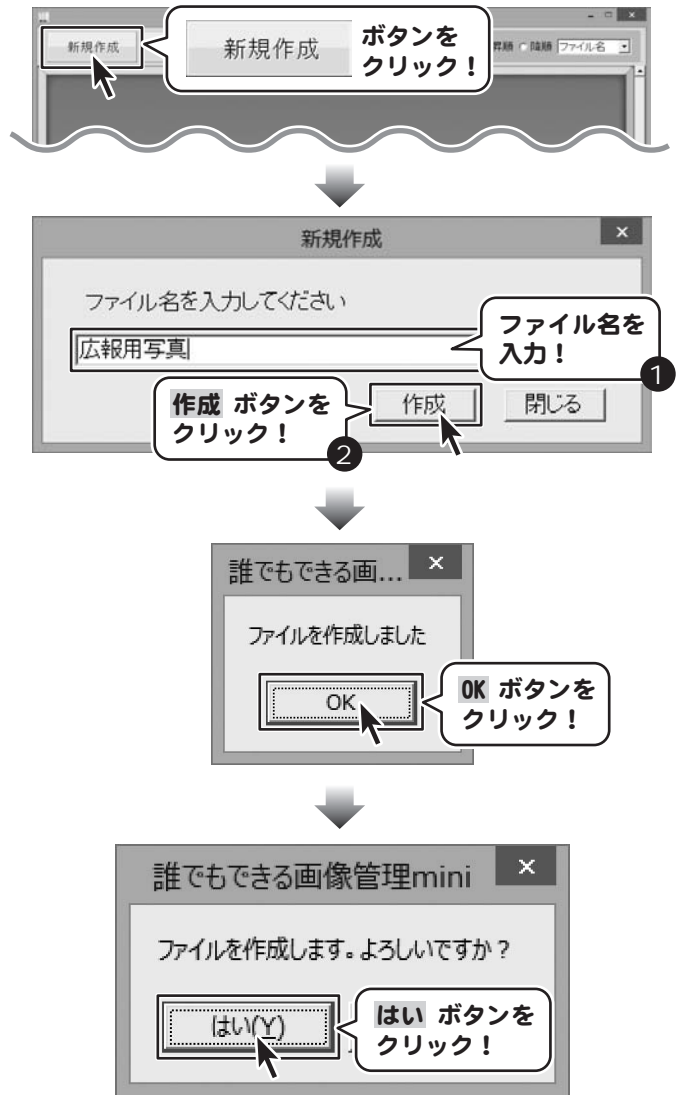 新規作成
新規作成 ボタンを
クリック！
昇順 降順 ファイル名
新規作成
ファイル名を入力してください
広報用写真
ファイル名を
入力！
1
作成 ボタンを
クリック！
2
作成 閉じる
誰でもできる画...
ファイルを作成しました
OK
OK ボタンを
クリック！
誰でもできる画像管理mini
ファイルを作成します。よろしいですか？
はい(Y)
はい ボタンを
クリック！